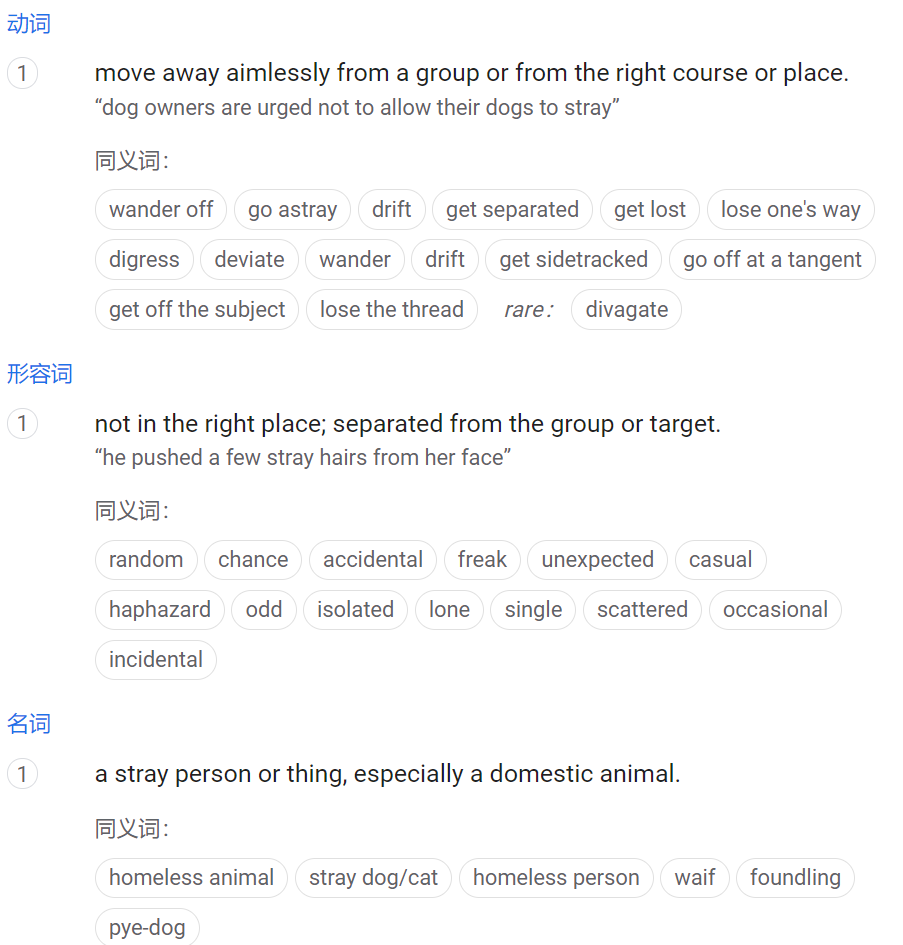 动词
1 move away aimlessly from a group or from the right course or place.
“dog owners are urged not to allow their dogs to stray”
同义词：
wander off go astray drift get separated get lost lose one's way
digress deviate wander drift get sidetracked go off at a tangent
get off the subject lose the thread rare： divagate
形容词
1 not in the right place; separated from the group or target.
“he pushed a few stray hairs from her face”
同义词：
random chance accidental freak unexpected casual
haphazard odd isolated lone single scattered occasional
incidental
名词
1 a stray person or thing, especially a domestic animal.
同义词：
homeless animal stray dog/cat homeless person waif foundling
pye-dog